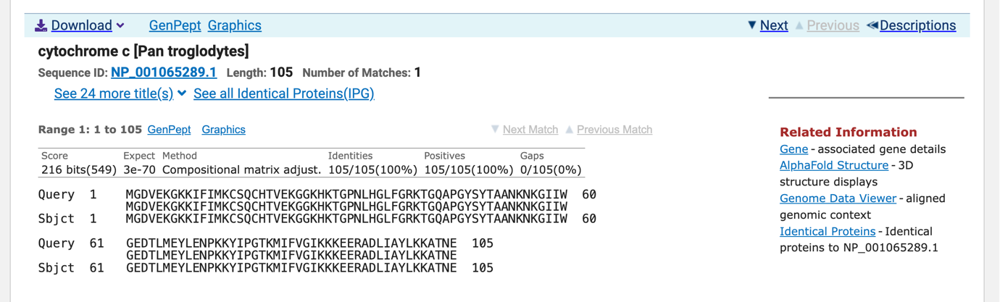 Download GenPept Graphics Next Previous Descriptions
cytochrome c [Pan troglodytes]
Sequence ID: NP_001065289.1 Length: 105 Number of Matches: 1
See 24 more title(s) See all Identical Proteins(IPG)
Range 1: 1 to 105 GenPept Graphics Next Match Previous Match
Score Expect Method Identities Positives Gaps
216 bits(549) 3e-70 Compositional matrix adjust. 105/105(100%) 105/105(100%) 0/105(0%)
Query 1 MGDVEKGKKIFIMKCSQCHTVEKGGKHKTGPNLHGLFGRKTGQAPGYSYTAANKNKGIIW 60
MGDVEKGKKIFIMKCSQCHTVEKGGKHKTGPNLHGLFGRKTGQAPGYSYTAANKNKGIIW
Sbjct 1 MGDVEKGKKIFIMKCSQCHTVEKGGKHKTGPNLHGLFGRKTGQAPGYSYTAANKNKGIIW 60
Query 61 GEDTLMEYLENPKKYIPGTKMIFVGIKKKEERADLIAYLKKATNE 105
GEDTLMEYLENPKKYIPGTKMIFVGIKKKEERADLIAYLKKATNE
Sbjct 61 GEDTLMEYLENPKKYIPGTKMIFVGIKKKEERADLIAYLKKATNE 105
Related Information
Gene - associated gene details
AlphaFold Structure - 3D
structure displays
Genome Data Viewer - aligned
genomic context
Identical Proteins - Identical
proteins to NP_001065289.1